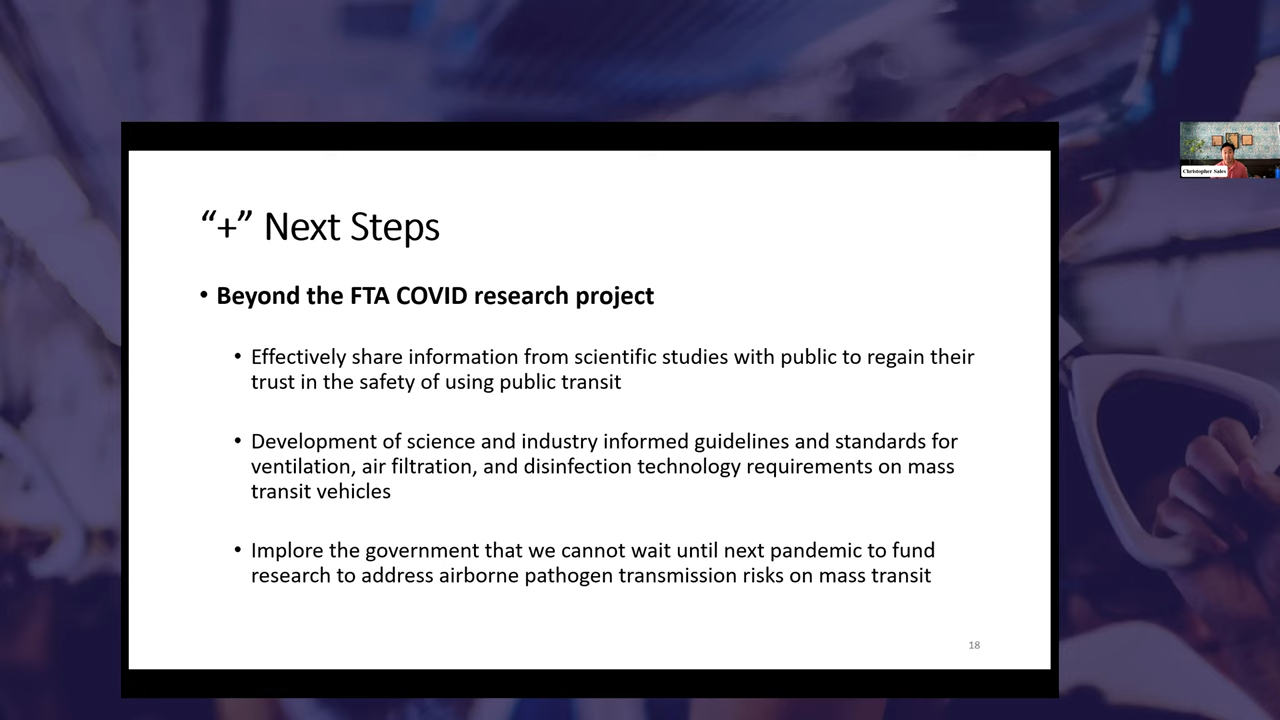 “+” Next Steps
• Beyond the FTA COVID research project
• Effectively share information from scientific studies with public to regain their
trust in the safety of using public transit
• Development of science and industry informed guidelines and standards for
ventilation, air filtration, and disinfection technology requirements on mass
transit vehicles
• Implore the government that we cannot wait until next pandemic to fund
research to address airborne pathogen transmission risks on mass transit
18
Christopher Sales